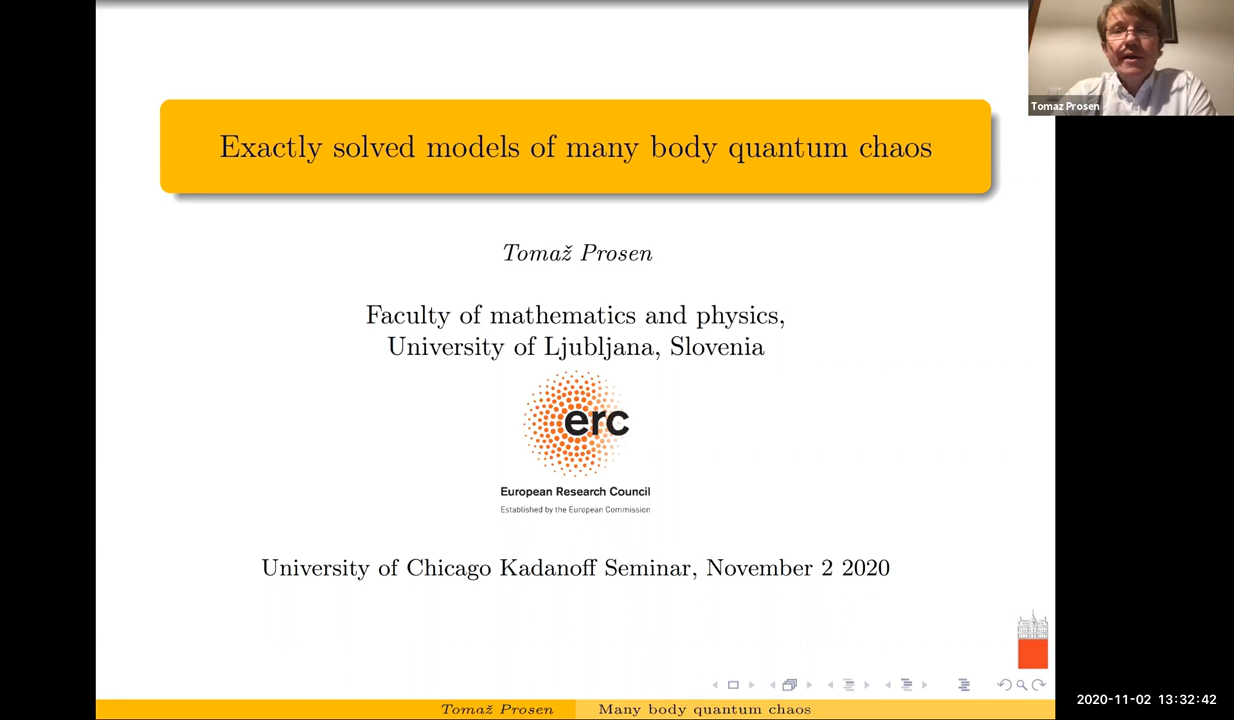 Tomaz Prosen
Exactly solved models of many body quantum chaos
Tomaž Prosen
Faculty of mathematics and physics,
University of Ljubljana, Slovenia
erc
European Research Council
Established by the European Commission
University of Chicago Kadanoff Seminar, November 2 2020
Tomaž Prosen
Many body quantum chaos
2020-11-02 13:32:42